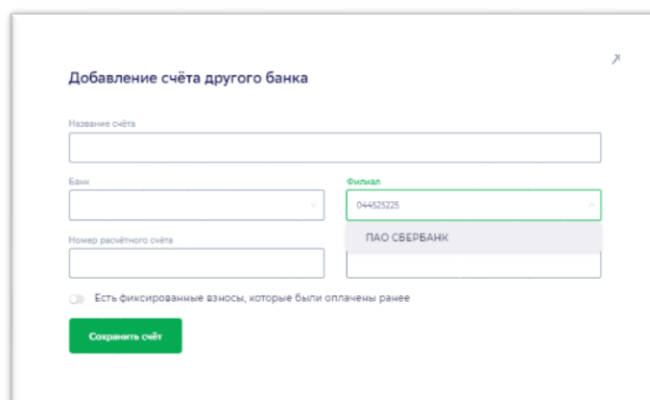 Добавление счёта другого банка
Название счёта
Банк
Филиал
044525225
ПАО СБЕРБАНК
Номер расчётного счёта
Есть фиксированные взносы, которые были оплачены ранее
Сохранить счёт